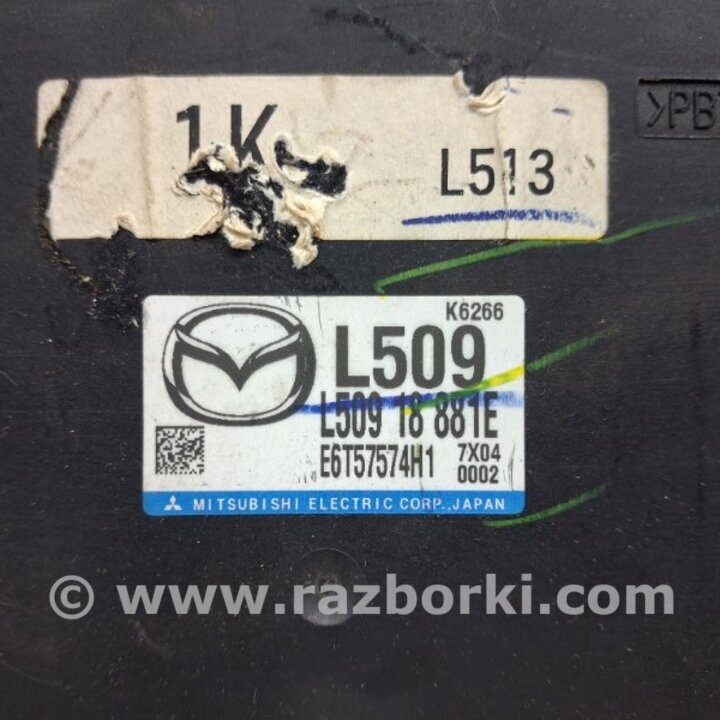 1K
L513
>PB
K6266
L509
L509 18 881E
E6T57574H1
7X04
0002
MITSUBISHI ELECTRIC CORP.,JAPAN
© www.razborki.com